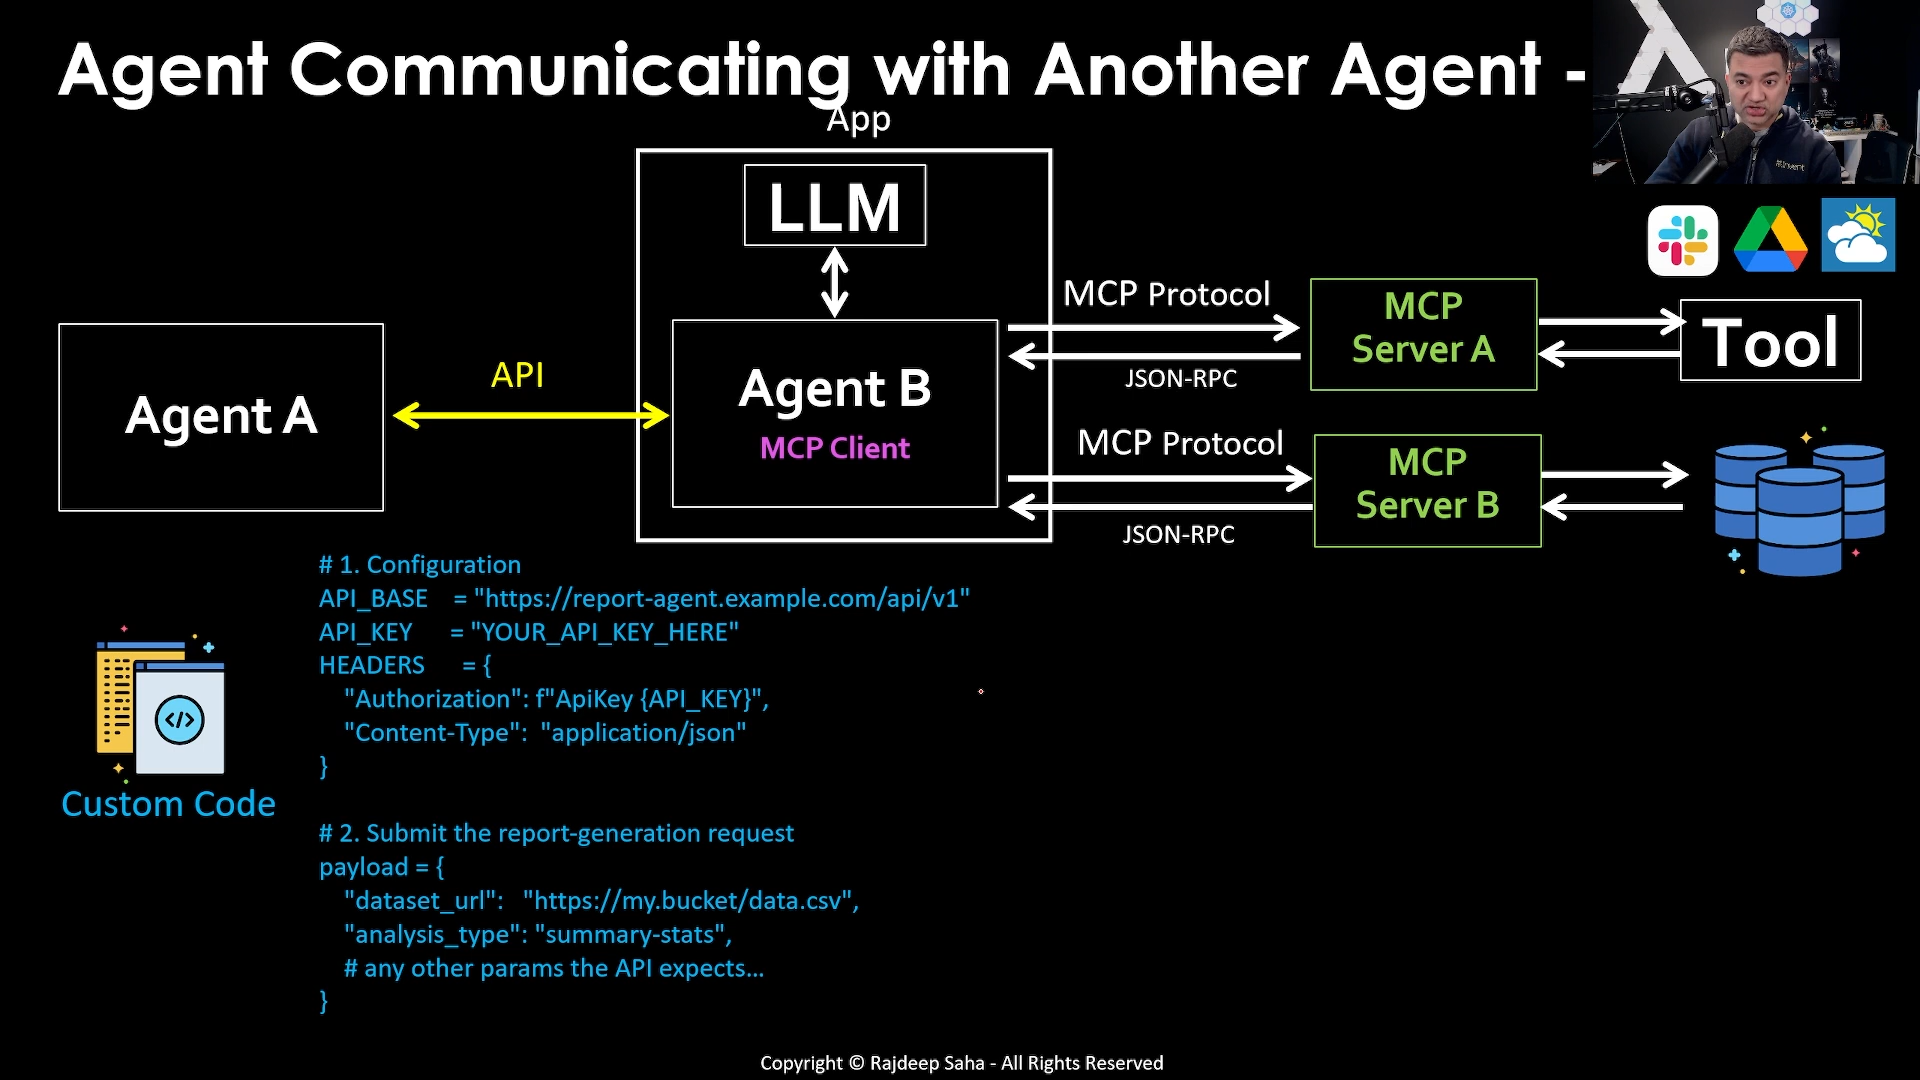 Agent Communicating with Another Agent -
App
LLM
Agent A
API
Agent B
MCP Client
MCP Protocol
JSON-RPC
MCP
Server A
Tool
MCP Protocol
JSON-RPC
MCP
Server B
# 1. Configuration
API_BASE = "https://report-agent.example.com/api/v1"
API_KEY = "YOUR_API_KEY_HERE"
HEADERS = {
"Authorization": f"ApiKey {API_KEY}",
"Content-Type": "application/json"
}
</>
Custom Code
# 2. Submit the report-generation request
payload = {
"dataset_url": "https://my.bucket/data.csv",
"analysis_type": "summary-stats",
# any other params the API expects...
}
Copyright © Rajdeep Saha - All Rights Reserved